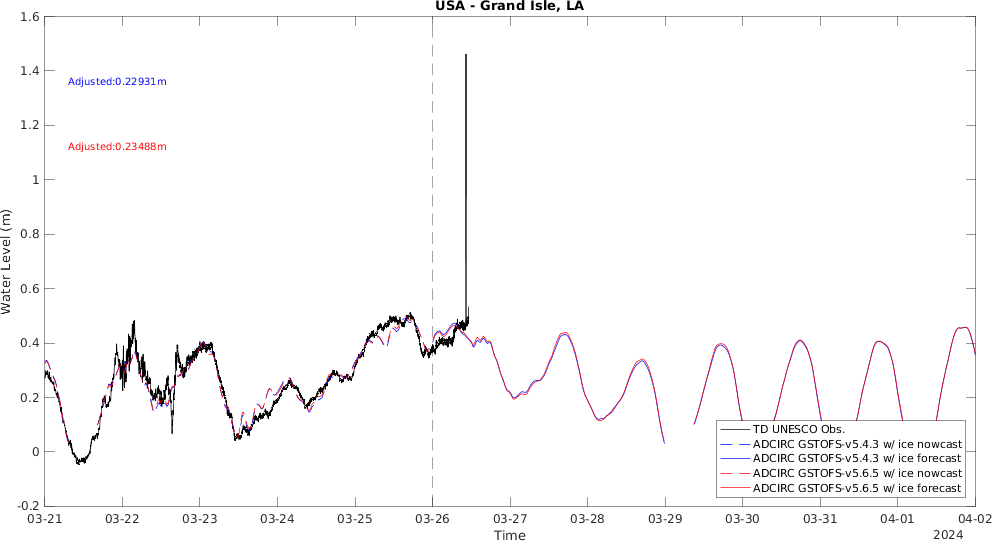 USA - Grand Isle, LA
1.6
1.4
1.2
1
0.8
0.6
0.4
0.2
0
-0.2
Water Level (m)
Adjusted:0.22931m
Adjusted:0.23488m
TD UNESCO Obs.
ADCIRC GSTOFS-v5.4.3 w/ ice nowcast
ADCIRC GSTOFS-v5.4.3 w/ ice forecast
ADCIRC GSTOFS-v5.6.5 w/ ice nowcast
ADCIRC GSTOFS-v5.6.5 w/ ice forecast
03-21 03-22 03-23 03-24 03-25 03-26 03-27 03-28 03-29 03-30 03-31 04-01 04-02
Time
2024